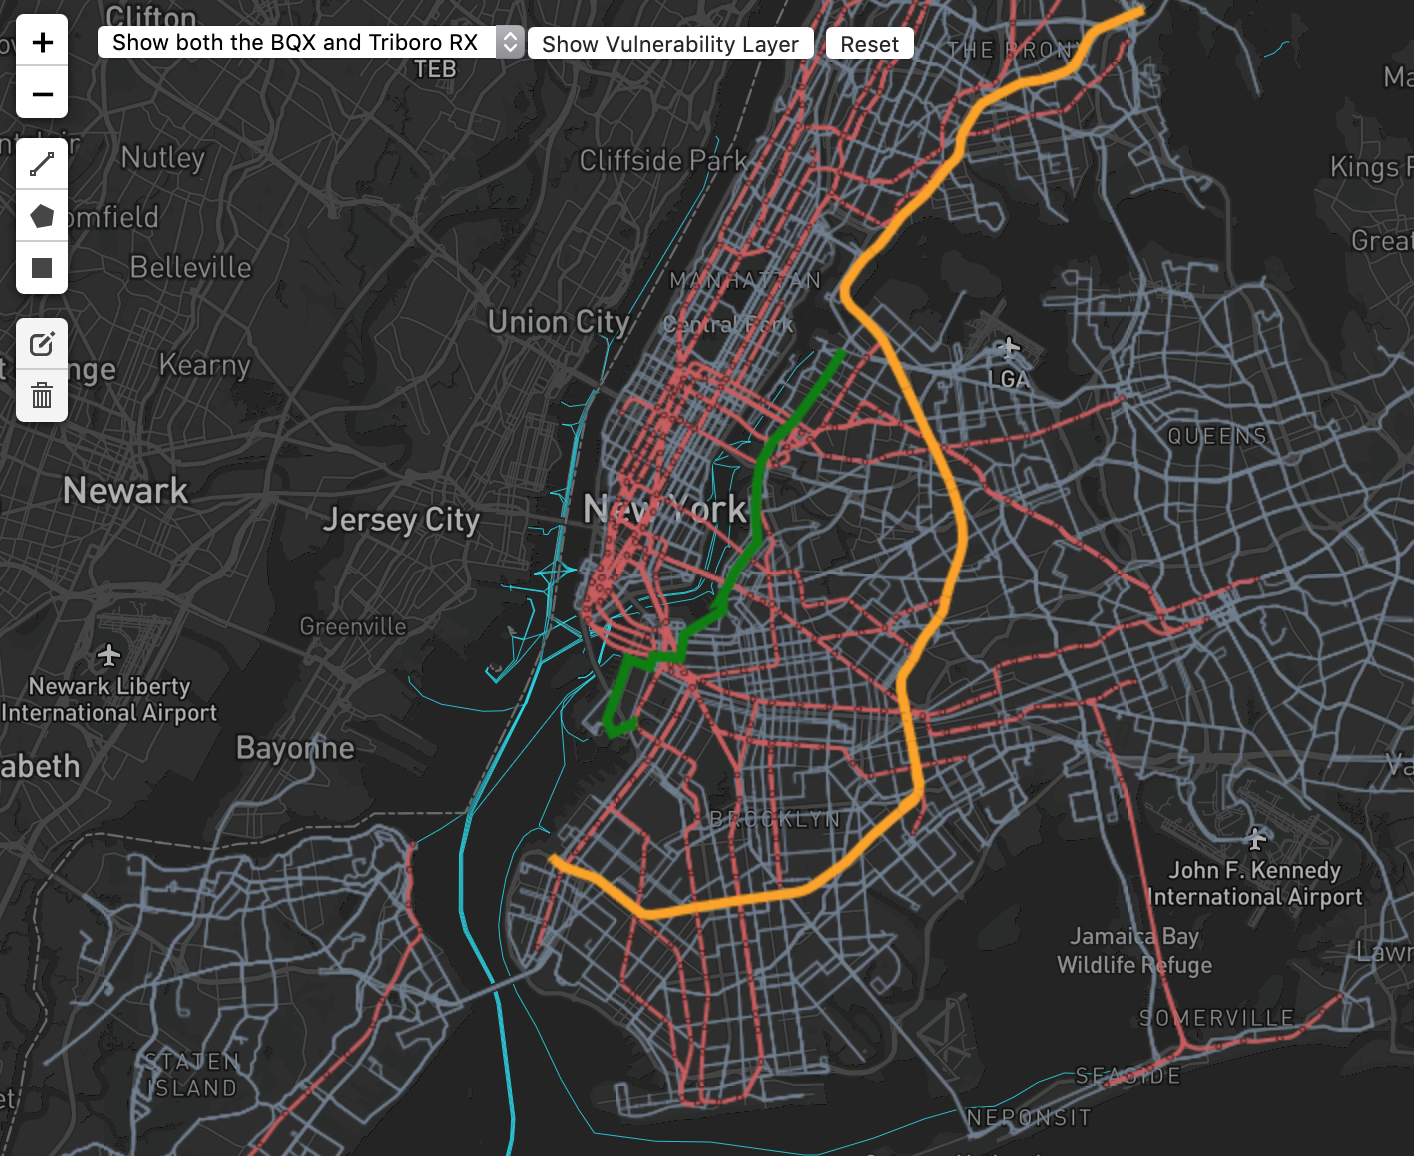 Clifton
+
Show both the BQX and Triboro RX
Show Vulnerability Layer
Reset
TEB
THE BRON
Ma
−
Nutley
Cliffside Park
Kings F
omfield
Great
Belleville
MANHATTAN
Union City
Central Park
LGA
Kearny
nge
QUEENS
Newark
Jersey City
New York
Greenville
Newark Liberty
International Airport
Bayonne
abeth
Va
BROOKLYN
John F. Kennedy
International Airport
Jamaica Bay
Wildlife Refuge
Lawr
SOMERVILLE
STATEN
ISLAND
SEASIDE
NEPONSIT
et